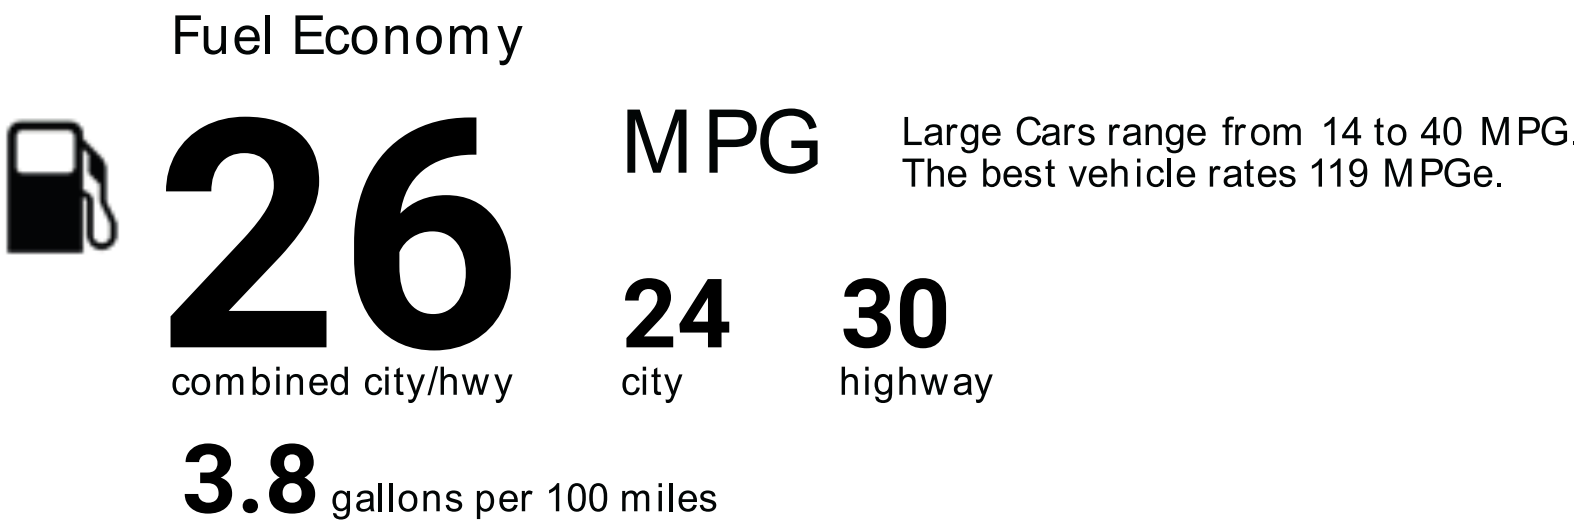 Fuel Economy
26 MPG
Large Cars range from 14 to 40 MPG.
The best vehicle rates 119 MPGe.
24 30
combined city/hwy city highway
3.8 gallons per 100 miles